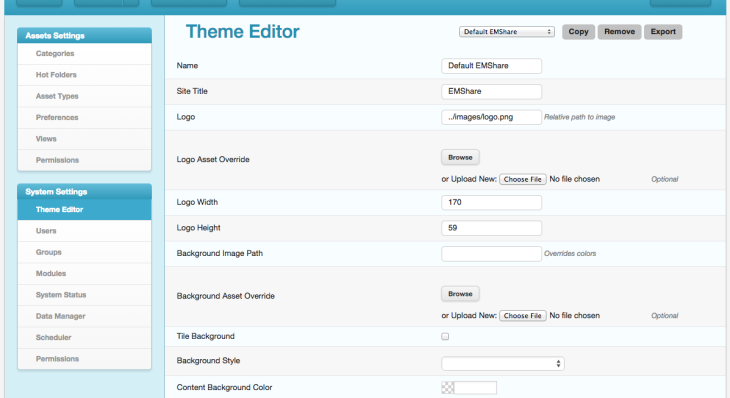 Assets Settings
Categories
Hot Folders
Asset Types
Preferences
Views
Permissions
System Settings
Theme Editor
Users
Groups
Modules
System Status
Data Manager
Scheduler
Permissions
Theme Editor
Default EMShare
Copy Remove Export
Name Default EMShare
Site Title EMShare
Logo ../images/logo.png Relative path to image
Logo Asset Override Browse
or Upload New: Choose File No file chosen Optional
Logo Width 170
Logo Height 59
Background Image Path Overrides colors
Background Asset Override Browse
or Upload New: Choose File No file chosen Optional
Tile Background
Background Style
Content Background Color